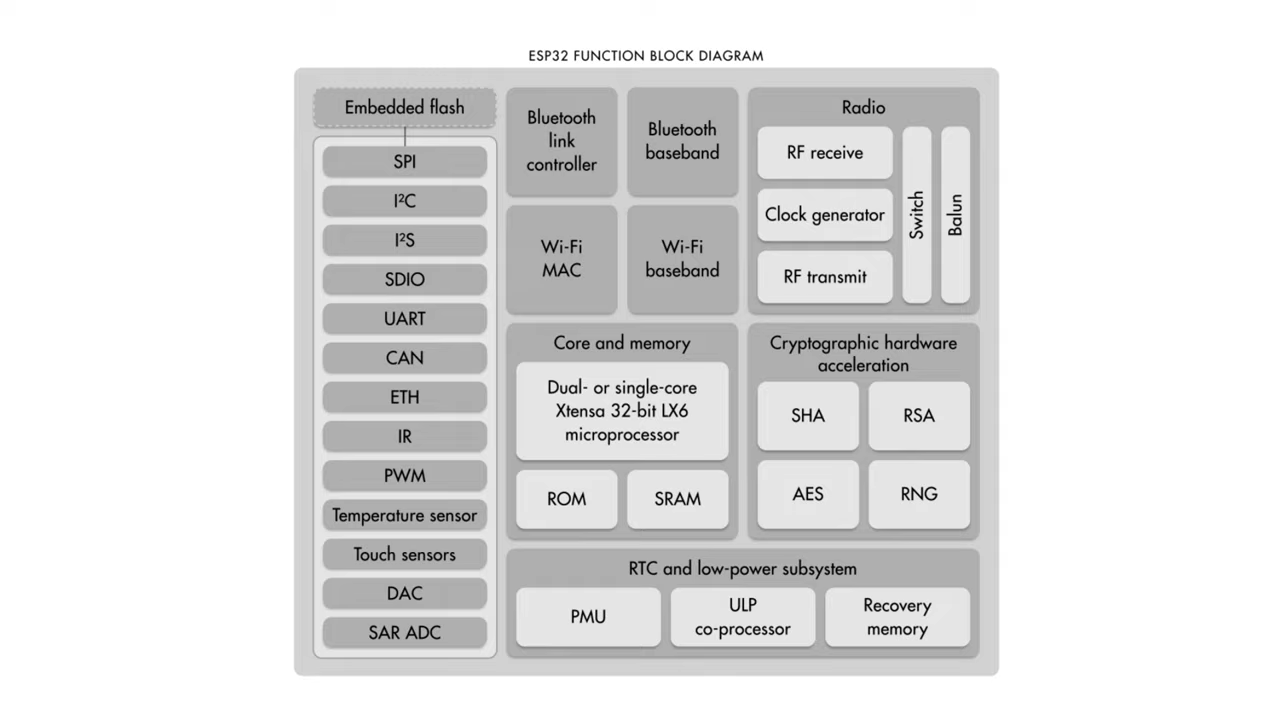 ESP32 FUNCTION BLOCK DIAGRAM
Embedded flash
SPI
I²C
I²S
SDIO
UART
CAN
ETH
IR
PWM
Temperature sensor
Touch sensors
DAC
SAR ADC
Bluetooth
link
controller
Bluetooth
baseband
Wi-Fi
MAC
Wi-Fi
baseband
Radio
RF receive
Clock generator
RF transmit
Switch
Balun
Core and memory
Dual- or single-core
Xtensa 32-bit LX6
microprocessor
ROM
SRAM
Cryptographic hardware
acceleration
SHA
RSA
AES
RNG
RTC and low-power subsystem
PMU
ULP
co-processor
Recovery
memory